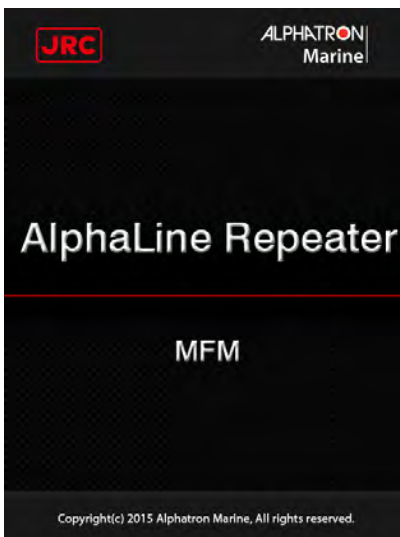 JRC
ALPHATRON
Marine
AlphaLine Repeater
MFM
Copyright(c) 2015 Alphatron Marine, All rights reserved.